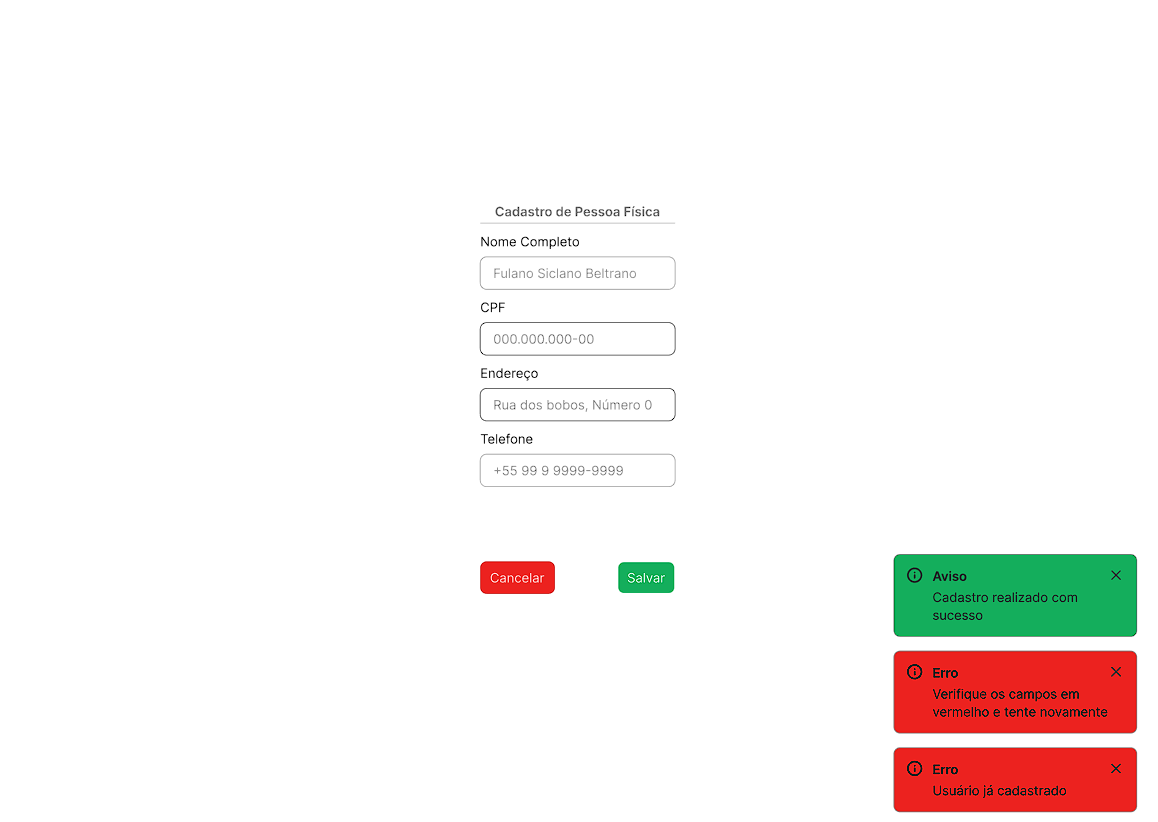 Cadastro de Pessoa Física
Nome Completo
Fulano Siclano Beltrano
CPF
000.000.000-00
Endereço
Rua dos bobos, Número 0
Telefone
+55 99 9 9999-9999
Cancelar
Salvar
Aviso
Cadastro realizado com
sucesso
Erro
Verifique os campos em
vermelho e tente novamente
Erro
Usuário já cadastrado